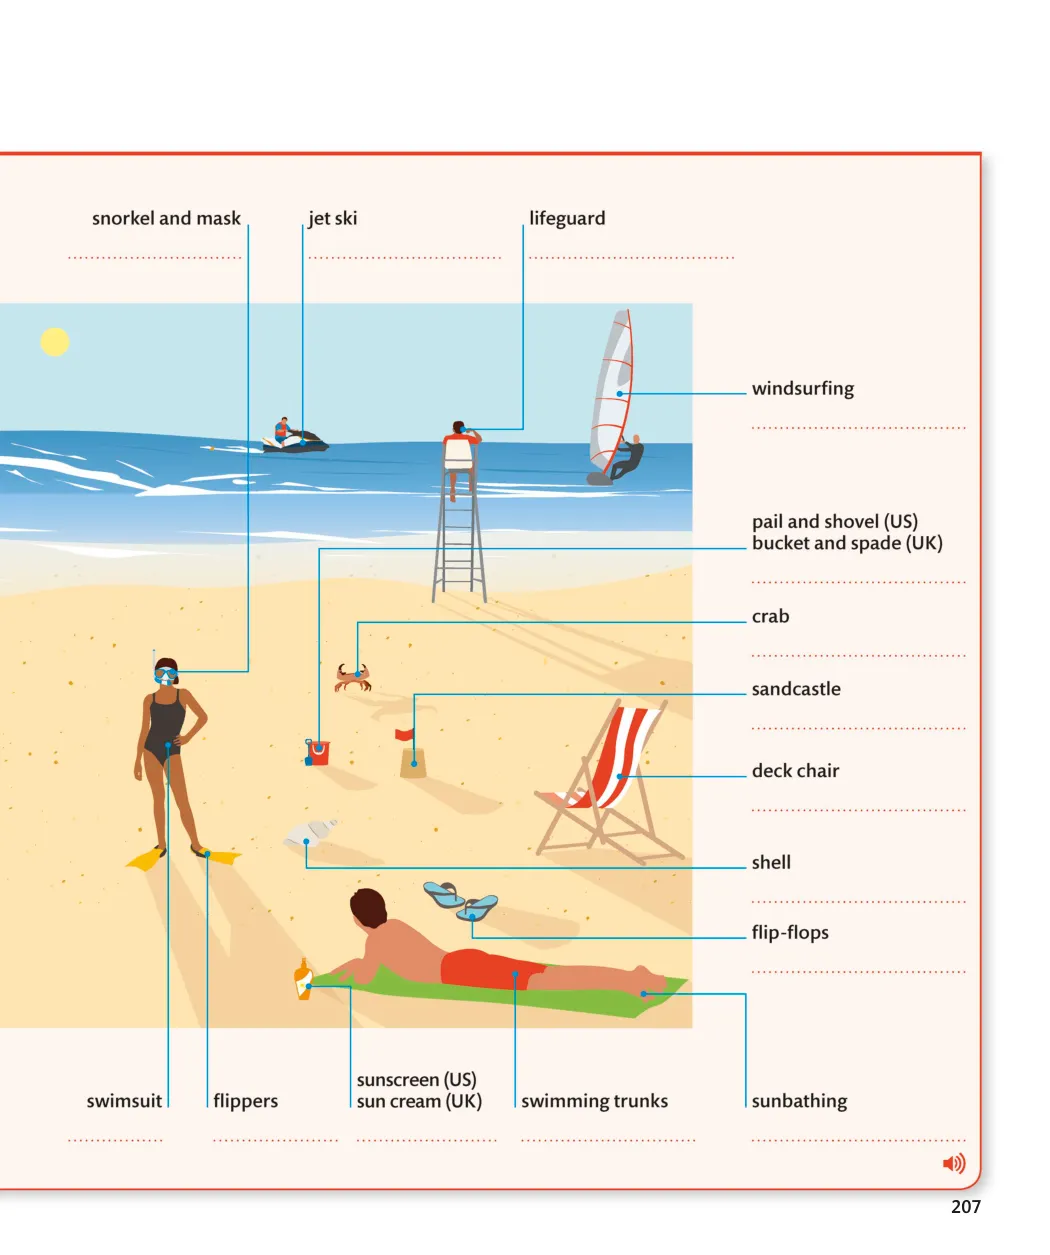 snorkel and mask
jet ski
lifeguard
windsurfing
pail and shovel (US)
bucket and spade (UK)
crab
sandcastle
deck chair
shell
flip-flops
swimsuit
flippers
sunscreen (US)
sun cream (UK)
swimming trunks
sunbathing
207